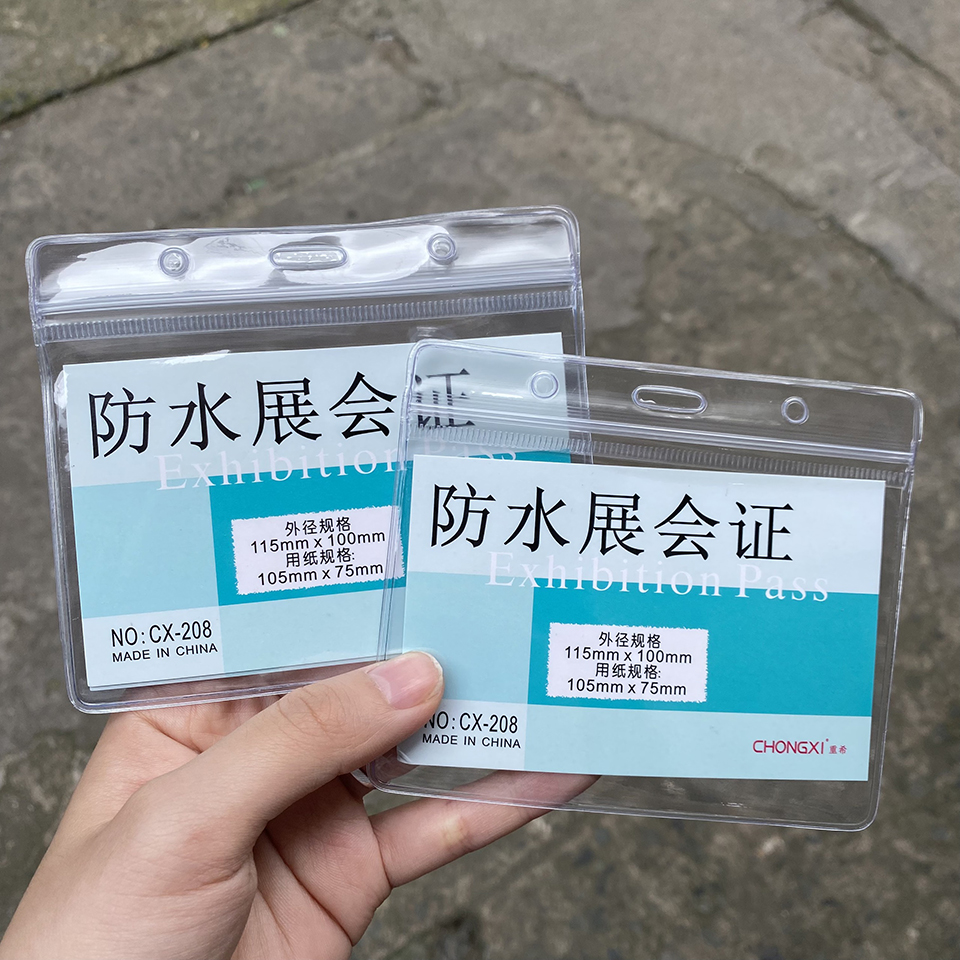 防水展会证
Exhibition Pass
外径规格
115mm x 100mm
用纸规格:
105mm x 75mm
NO: CX-208
MADE IN CHINA
防水展会证
Exhibition Pass
外径规格
115mm x 100mm
用纸规格:
105mm x 75mm
NO: CX-208
MADE IN CHINA
CHONGXI® 重希